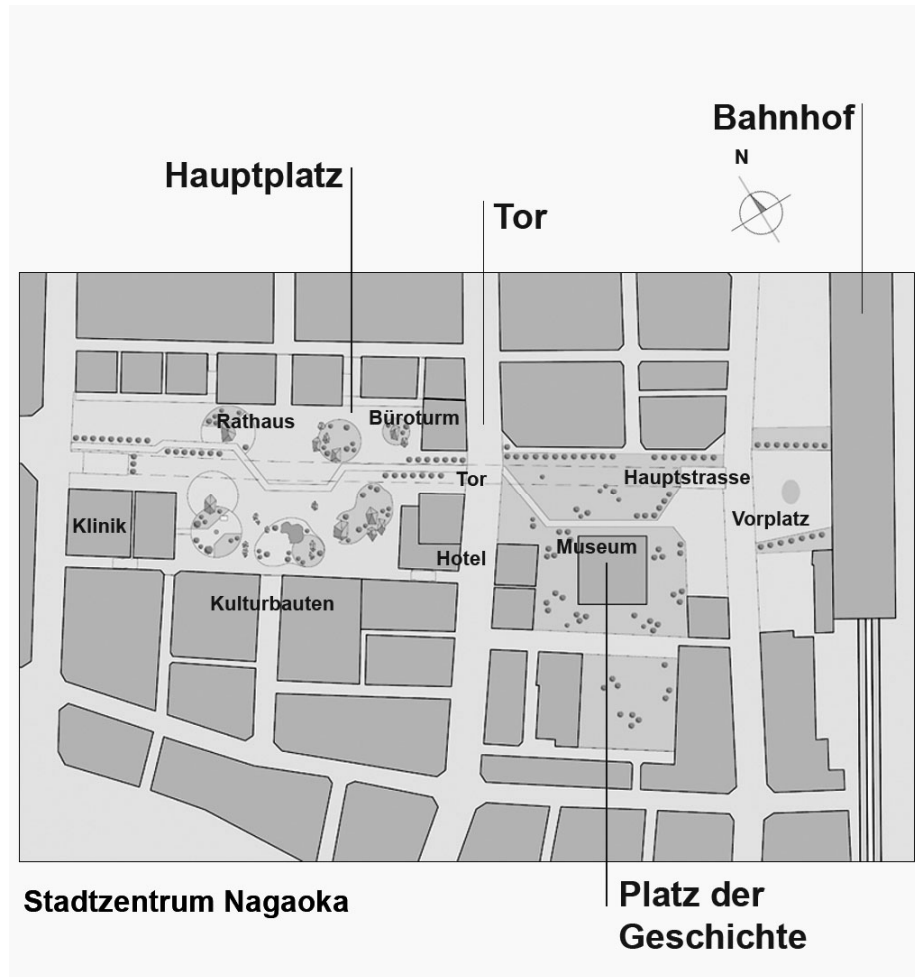 Bahnhof
N
Hauptplatz
Tor
Rathaus
Büroturm
Tor
Hauptstrasse
Klinik
Vorplatz
Hotel
Museum
Kulturbauten
Stadtzentrum Nagaoka
Platz der
Geschichte